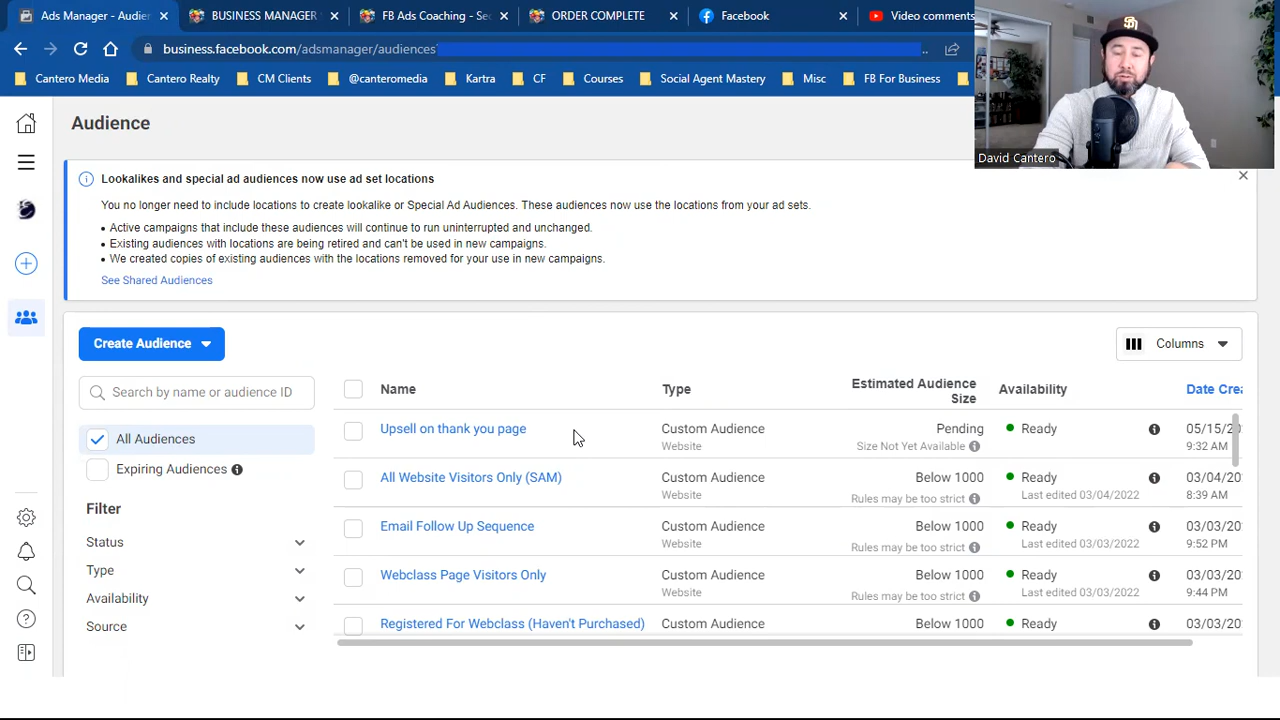 Ads Manager - Audien
BUSINESS MANAGER
FB Ads Coaching - Sec
ORDER COMPLETE
Facebook
Video comments
business.facebook.com/adsmanager/audiences
Cantero Media
Cantero Realty
CM Clients
@canteromedia
Kartra
CF
Courses
Social Agent Mastery
Misc
FB For Business
David Cantero
Audience
Lookalikes and special ad audiences now use ad set locations
You no longer need to include locations to create lookalike or Special Ad Audiences. These audiences now use the locations from your ad sets.
• Active campaigns that include these audiences will continue to run uninterrupted and unchanged.
• Existing audiences with locations are being retired and can't be used in new campaigns.
• We created copies of existing audiences with the locations removed for your use in new campaigns.
See Shared Audiences
Create Audience
Columns
Search by name or audience ID
All Audiences
Expiring Audiences
Filter
Status
Type
Availability
Source
Name Type Estimated Audience Size Availability Date Crea
Upsell on thank you page Custom Audience Pending Ready 05/15/20
Website Size Not Yet Available 9:32 AM
All Website Visitors Only (SAM) Custom Audience Below 1000 Ready 03/04/20
Website Rules may be too strict Last edited 03/04/2022 8:39 AM
Email Follow Up Sequence Custom Audience Below 1000 Ready 03/03/20
Website Rules may be too strict Last edited 03/03/2022 9:52 PM
Webclass Page Visitors Only Custom Audience Below 1000 Ready 03/03/20
Website Rules may be too strict Last edited 03/03/2022 9:44 PM
Registered For Webclass (Haven't Purchased) Custom Audience Below 1000 Ready 03/03/20